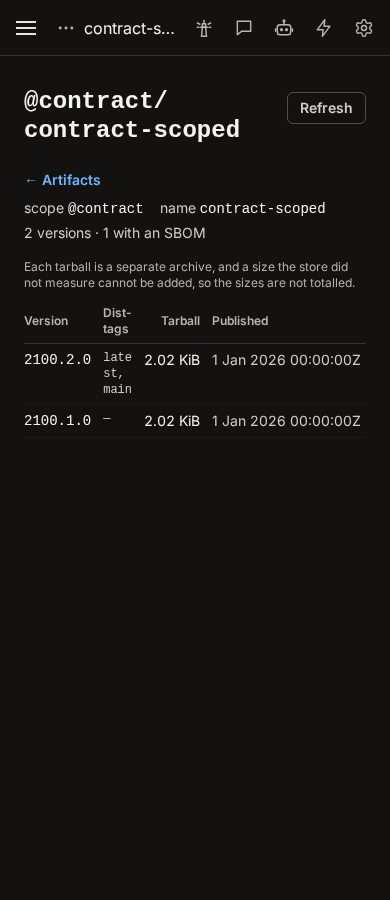 contract-s...
@contract/
contract-scoped
Refresh
← Artifacts
scope @contract name contract-scoped
2 versions · 1 with an SBOM
Each tarball is a separate archive, and a size the store did
not measure cannot be added, so the sizes are not totalled.
Version Dist-tags Tarball Published
2100.2.0 late
st,
main 2.02 KiB 1 Jan 2026 00:00:00Z
2100.1.0 — 2.02 KiB 1 Jan 2026 00:00:00Z